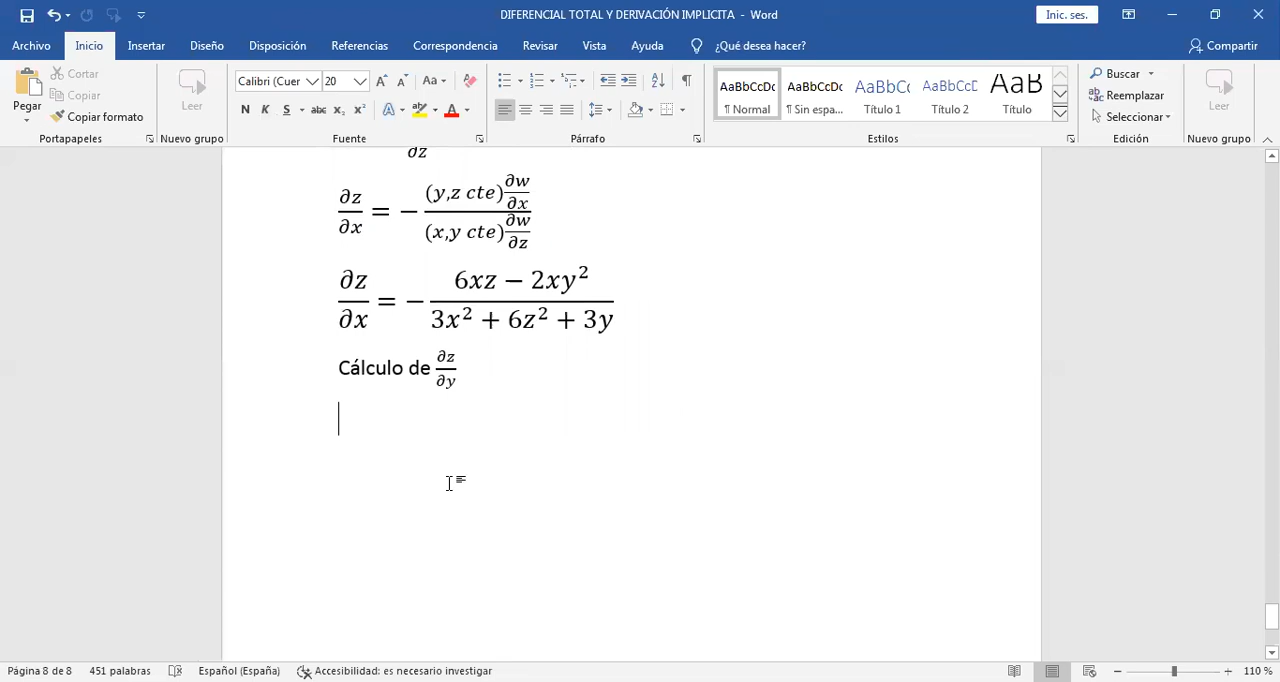 DIFERENCIAL TOTAL Y DERIVACIÓN IMPLICITA - Word
Inic. ses.
Archivo Inicio Insertar Diseño Disposición Referencias Correspondencia Revisar Vista Ayuda ¿Qué desea hacer? Compartir
Pegar
Cortar
Copiar
Copiar formato
Portapapeles
Leer
Nuevo grupo
Calibri (Cuer 20
N K S abc x₂ x²
Fuente
Párrafo
AaBbCcDc AaBbCcDc AaBbCc AaBbCcD AaB
¶ Normal ¶ Sin espa... Título 1 Título 2 Título
Estilos
Buscar
Reemplazar
Seleccionar
Edición
Leer
Nuevo grupo
∂z
∂z/∂x = − (y,z cte)∂w/∂x / (x,y cte)∂w/∂z
∂z/∂x = − (6xz − 2xy²) / (3x² + 6z² + 3y)
Cálculo de ∂z/∂y
Página 8 de 8 451 palabras Español (España) Accesibilidad: es necesario investigar 110 %